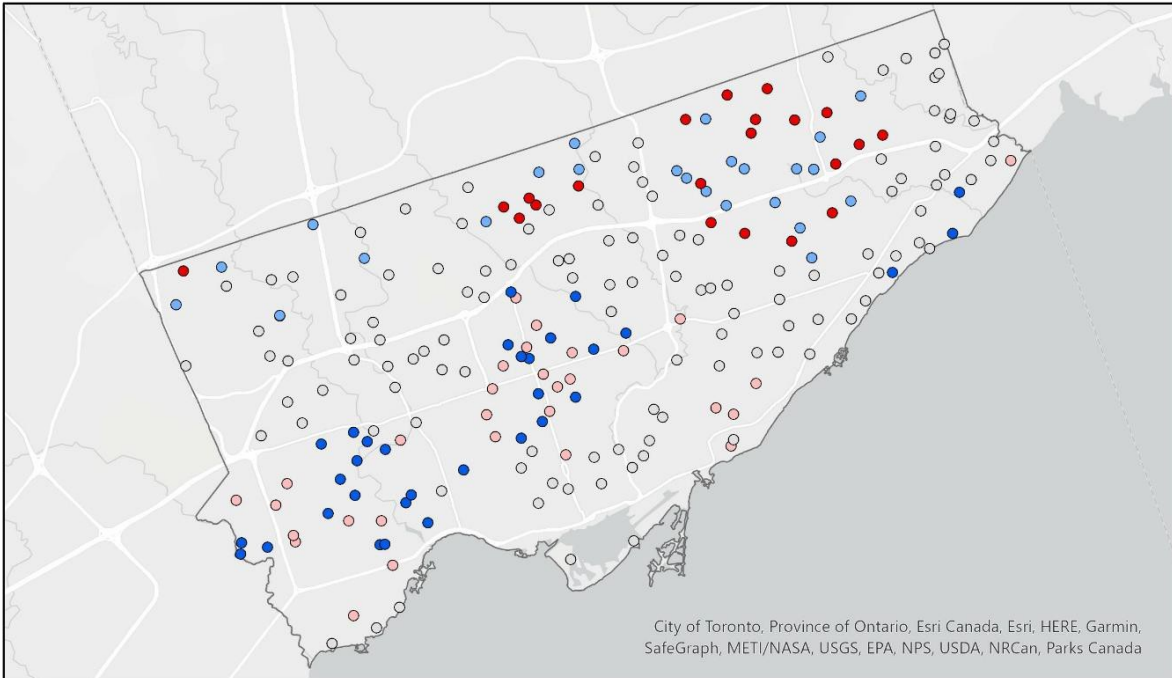 City of Toronto, Province of Ontario, Esri Canada, Esri, HERE, Garmin,
SafeGraph, METI/NASA, USGS, EPA, NPS, USDA, NRCan, Parks Canada